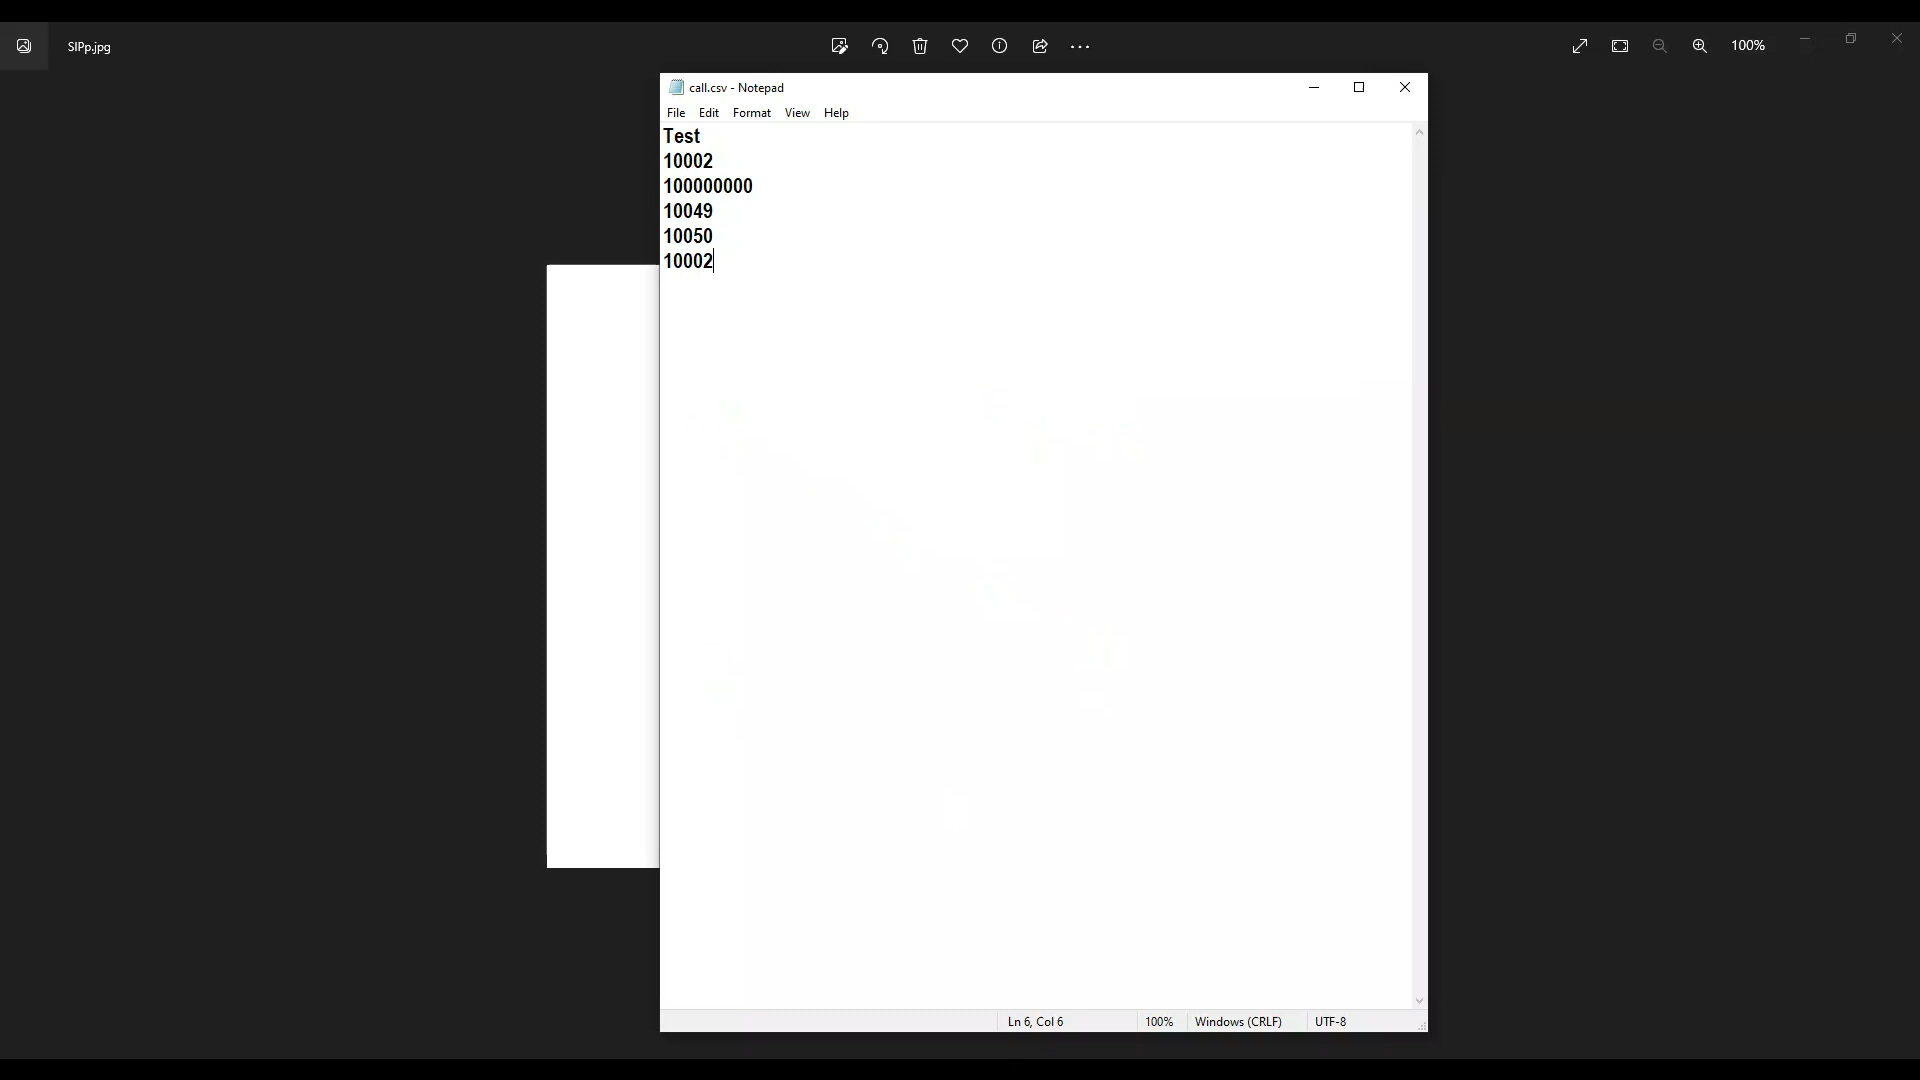 SIPp.jpg
100%
call.csv - Notepad
File Edit Format View Help
Test
10002
100000000
10049
10050
10002
Ln 6, Col 6 100% Windows (CRLF) UTF-8